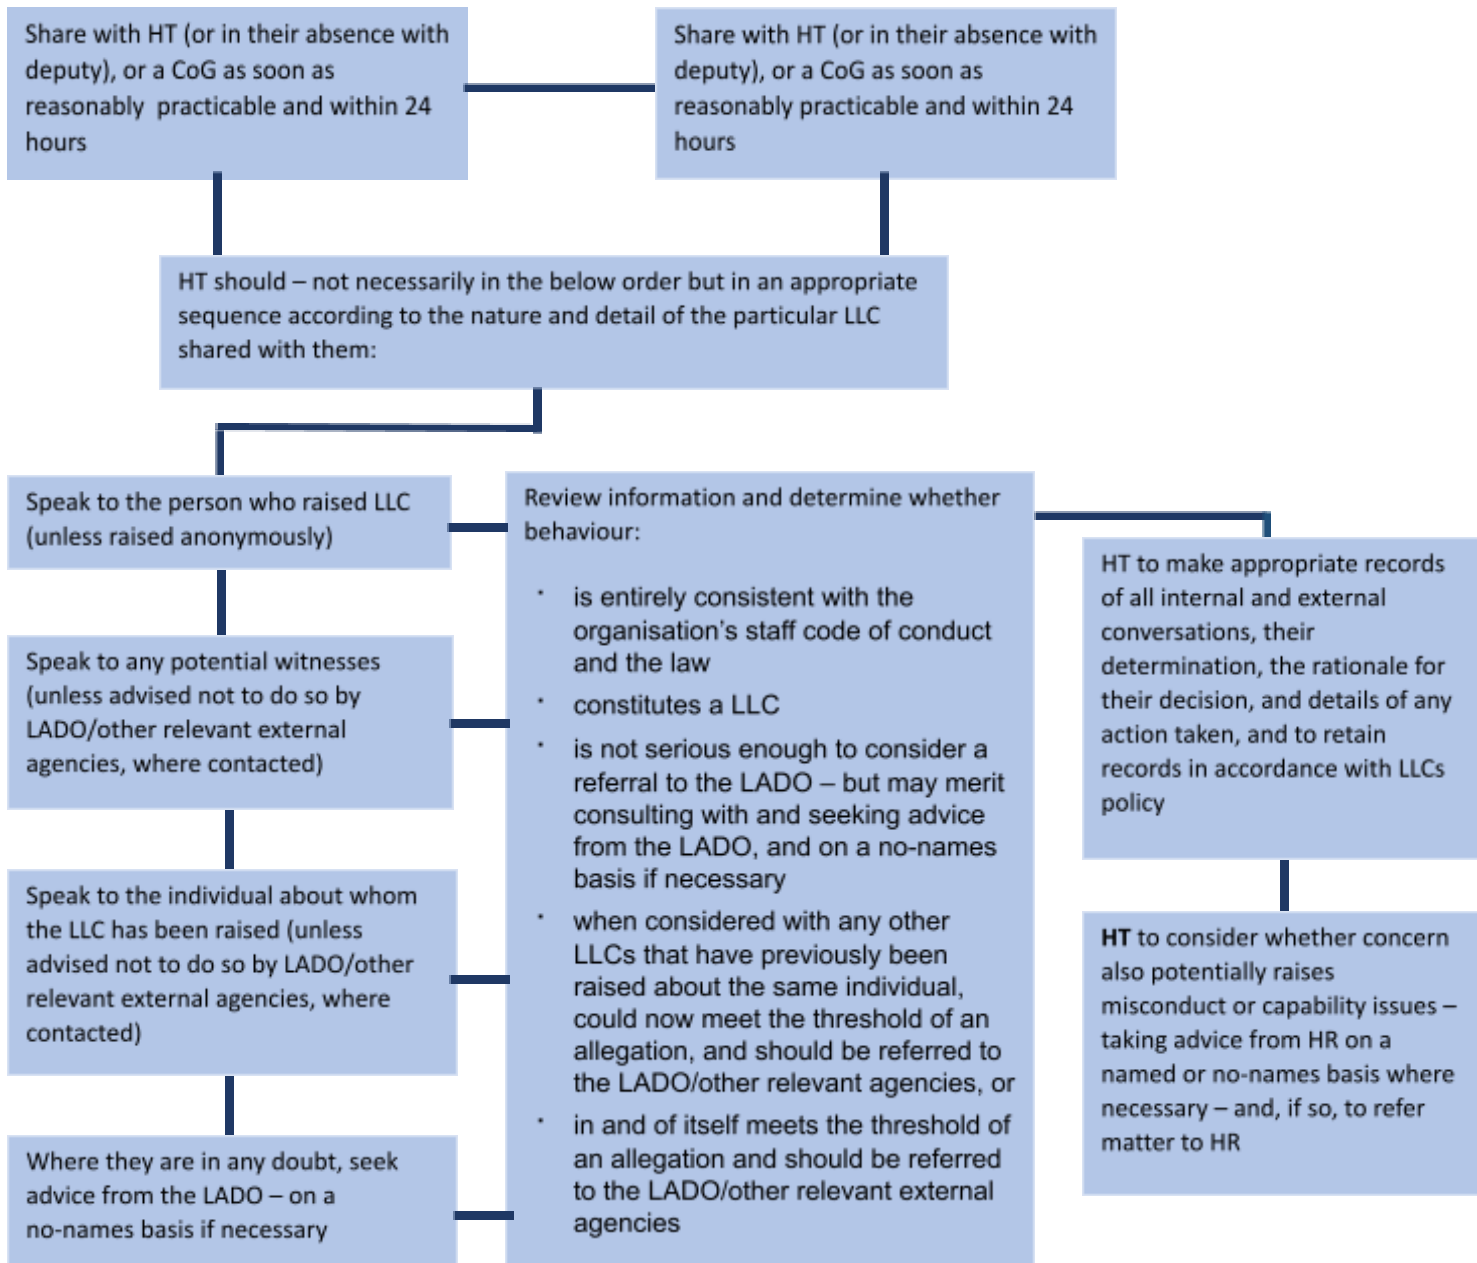 Share with HT (or in their absence with
deputy), or a CoG as soon as
reasonably practicable and within 24
hours
Share with HT (or in their absence with
deputy), or a CoG as soon as
reasonably practicable and within 24
hours
HT should – not necessarily in the below order but in an appropriate
sequence according to the nature and detail of the particular LLC
shared with them:
Speak to the person who raised LLC
(unless raised anonymously)
Speak to any potential witnesses
(unless advised not to do so by
LADO/other relevant external
agencies, where contacted)
Speak to the individual about whom
the LLC has been raised (unless
advised not to do so by LADO/other
relevant external agencies, where
contacted)
Where they are in any doubt, seek
advice from the LADO – on a
no-names basis if necessary
Review information and determine whether
behaviour:
· is entirely consistent with the
organisation’s staff code of conduct
and the law
· constitutes a LLC
· is not serious enough to consider a
referral to the LADO – but may merit
consulting with and seeking advice
from the LADO, and on a no-names
basis if necessary
· when considered with any other
LLCs that have previously been
raised about the same individual,
could now meet the threshold of an
allegation, and should be referred to
the LADO/other relevant agencies, or
· in and of itself meets the threshold of
an allegation and should be referred
to the LADO/other relevant external
agencies
HT to make appropriate records
of all internal and external
conversations, their
determination, the rationale for
their decision, and details of any
action taken, and to retain
records in accordance with LLCs
policy
HT to consider whether concern
also potentially raises
misconduct or capability issues –
taking advice from HR on a
named or no-names basis where
necessary – and, if so, to refer
matter to HR